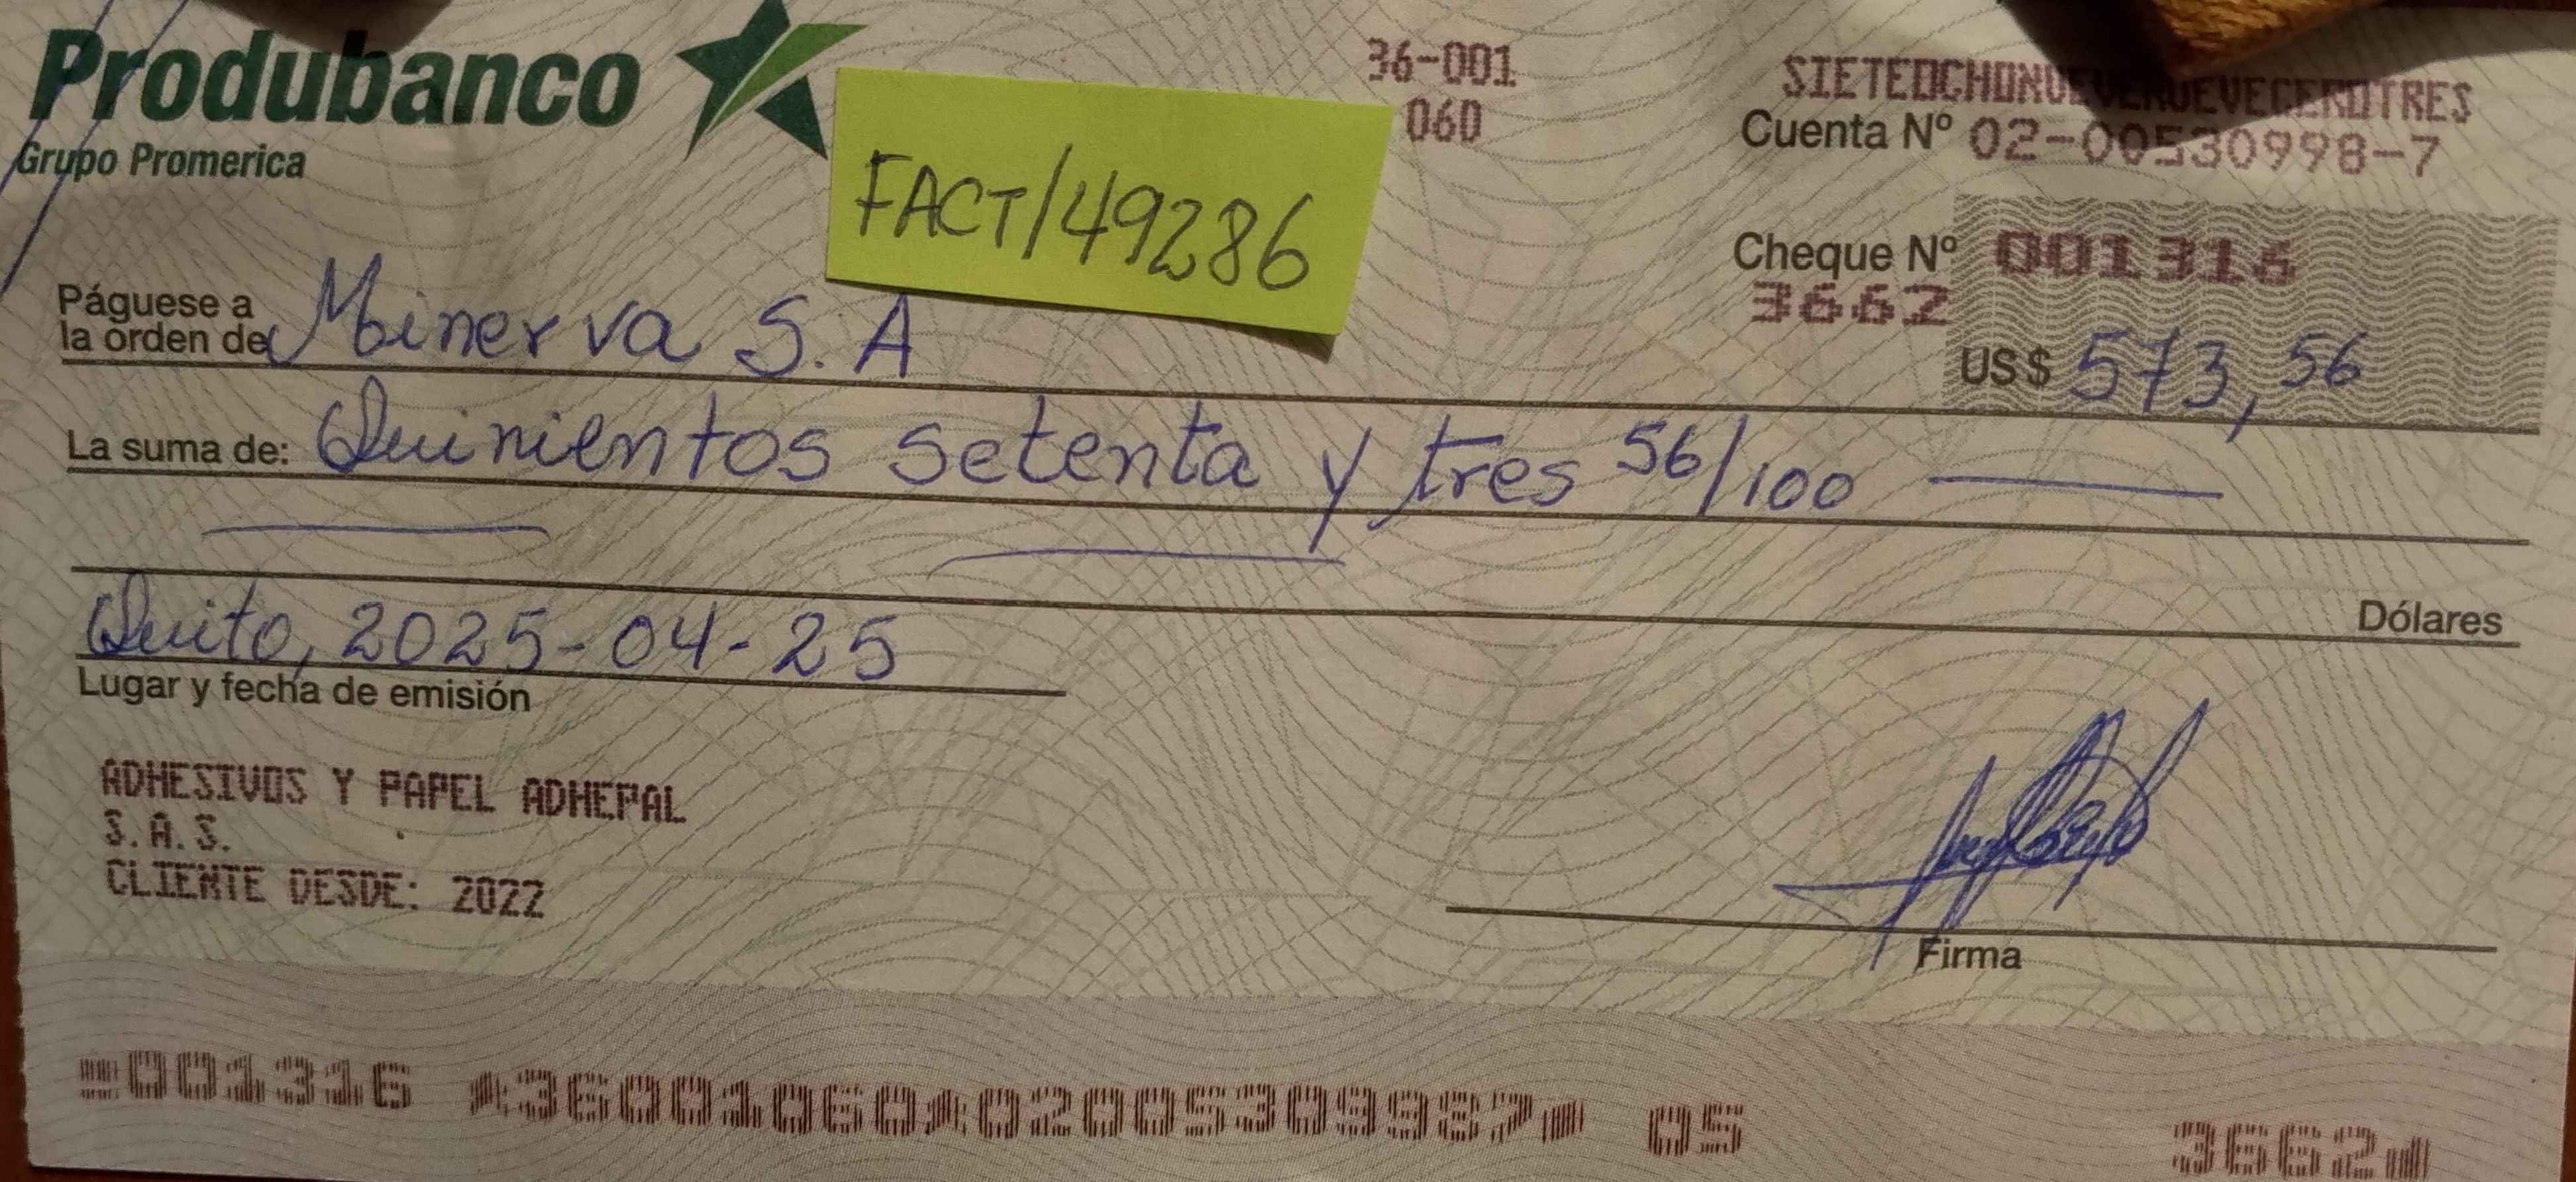 Produbanco
Grupo Promerica
FACT/49286
36-001
060
SIETEOCHONUEVENUEVECEROTRES
Cuenta Nº 02-00530998-7
Cheque Nº 001316
3662
US $ 573,56
Páguese a
la orden de Minerva S.A
La suma de: Quinientos setenta y tres 56/100
Dólares
Quito, 2025-04-25
Lugar y fecha de emisión
ADHESIVOS Y PAPEL ADHEPAL
S.A.S.
CLIENTE DESDE: 2022
Firma
⑈001316 ⑆36001060⑆02005309987⑈ 05 3662⑈